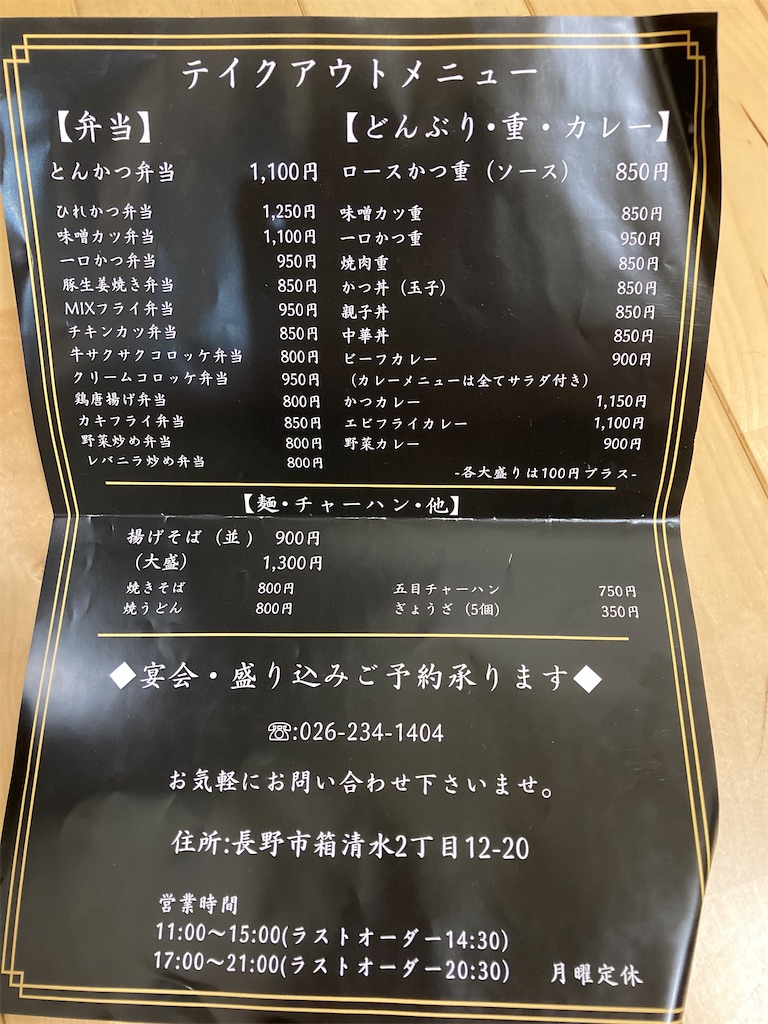 テイクアウトメニュー
【弁当】
とんかつ弁当 1,100円
ひれかつ弁当 1,250円
味噌カツ弁当 1,100円
一口かつ弁当 950円
豚生姜焼き弁当 850円
MIXフライ弁当 950円
チキンカツ弁当 850円
牛サクサクコロッケ弁当 800円
クリームコロッケ弁当 950円
鶏唐揚げ弁当 800円
カキフライ弁当 850円
野菜炒め弁当 800円
レバニラ炒め弁当 800円
【どんぶり・重・カレー】
ロースかつ重（ソース） 850円
味噌カツ重 850円
一口かつ重 950円
焼肉重 850円
かつ丼（玉子） 850円
親子丼 850円
中華丼 850円
ビーフカレー 900円
（カレーメニューは全てサラダ付き）
かつカレー 1,150円
エビフライカレー 1,100円
野菜カレー 900円
-各大盛りは100円プラス-
【麺・チャーハン・他】
揚げそば（並） 900円
（大盛） 1,300円
焼きそば 800円
焼うどん 800円
五目チャーハン 750円
ぎょうざ（5個） 350円
◆宴会・盛り込みご予約承ります◆
☏:026-234-1404
お気軽にお問い合わせ下さいませ。
住所:長野市箱清水2丁目12-20
営業時間
11:00～15:00(ラストオーダー14:30)
17:00～21:00(ラストオーダー20:30) 月曜定休